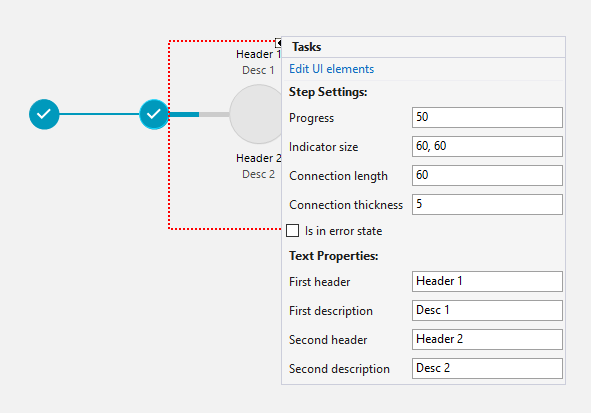 Header 1
Desc 1
Header 2
Desc 2
Tasks
Edit UI elements
Step Settings:
Progress 50
Indicator size 60, 60
Connection length 60
Connection thickness 5
Is in error state
Text Properties:
First header Header 1
First description Desc 1
Second header Header 2
Second description Desc 2